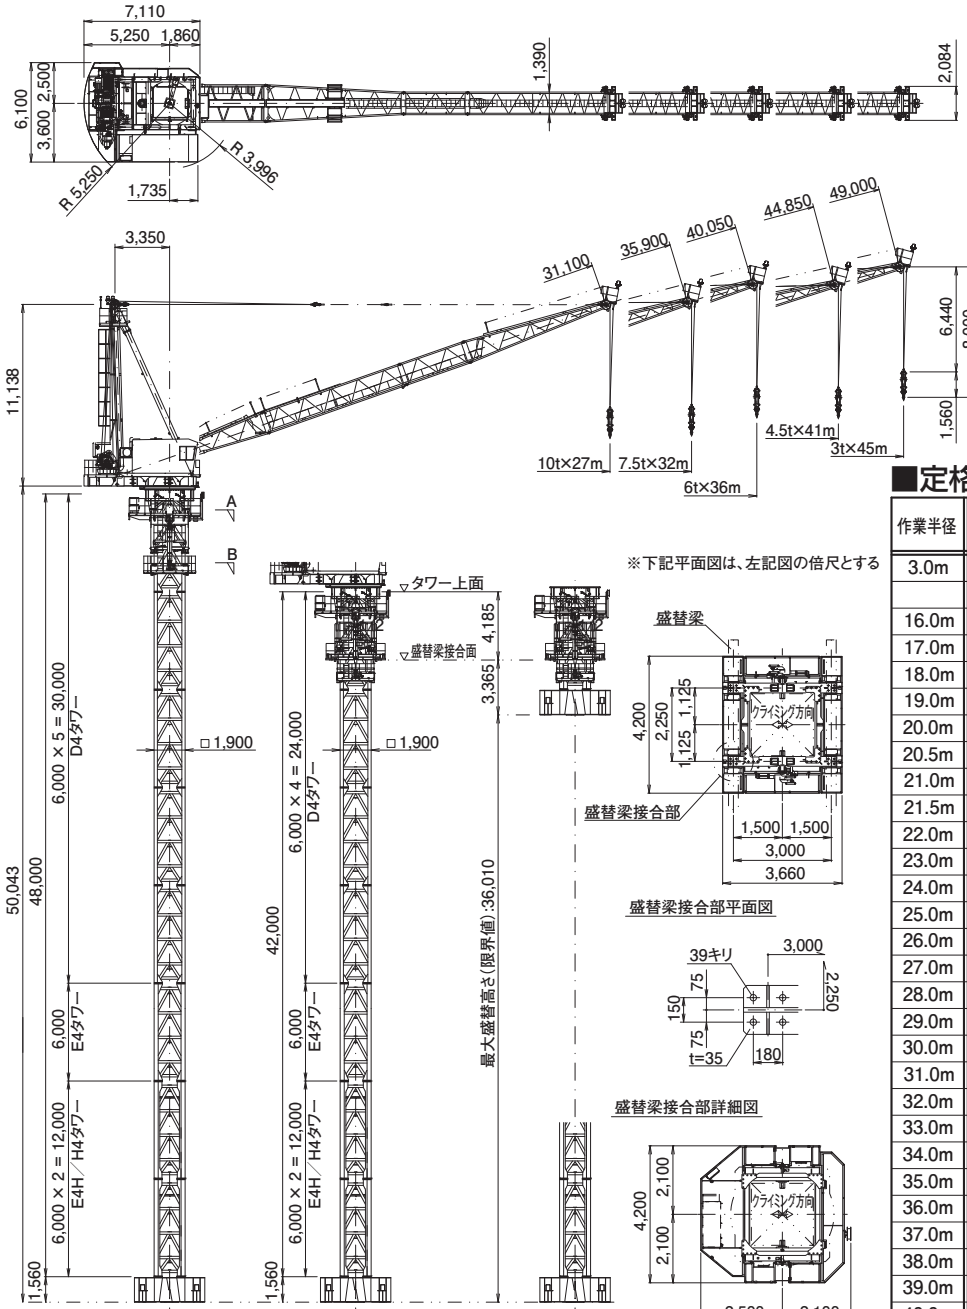 7,110
5,250 1,860
6,100
2,500
3,600
R 5,250
1,735
R 3,996
1,390
2,084
3,350
11,138
31,100
35,900
40,050
44,850
49,000
6,440
1,560
10t×27m
7.5t×32m
6t×36m
4.5t×41m
3t×45m
A
B
50,043
48,000
6,000 × 5 = 30,000
D4タワー
6,000
E4タワー
6,000 × 2 = 12,000
E4H/H4タワー
1,560
□1,900
タワー上面
盛替梁接合面
4,185
3,365
42,000
6,000 × 4 = 24,000
D4タワー
6,000
E4タワー
6,000 × 2 = 12,000
E4H/H4タワー
1,560
□1,900
最大盛替高さ(限界値):36,010
※下記平面図は、左記図の倍尺とする
盛替梁
4,200
2,250
1,125
1,125
クライミング方向
盛替梁接合部
1,500 1,500
3,000
3,660
盛替梁接合部平面図
39キリ
3,000
2,250
75
150
75
t=35
180
盛替梁接合部詳細図
4,200
2,100
2,100
クライミング方向
■定格
作業半径
3.0m
16.0m
17.0m
18.0m
19.0m
20.0m
20.5m
21.0m
21.5m
22.0m
23.0m
24.0m
25.0m
26.0m
27.0m
28.0m
29.0m
30.0m
31.0m
32.0m
33.0m
34.0m
35.0m
36.0m
37.0m
38.0m
39.0m